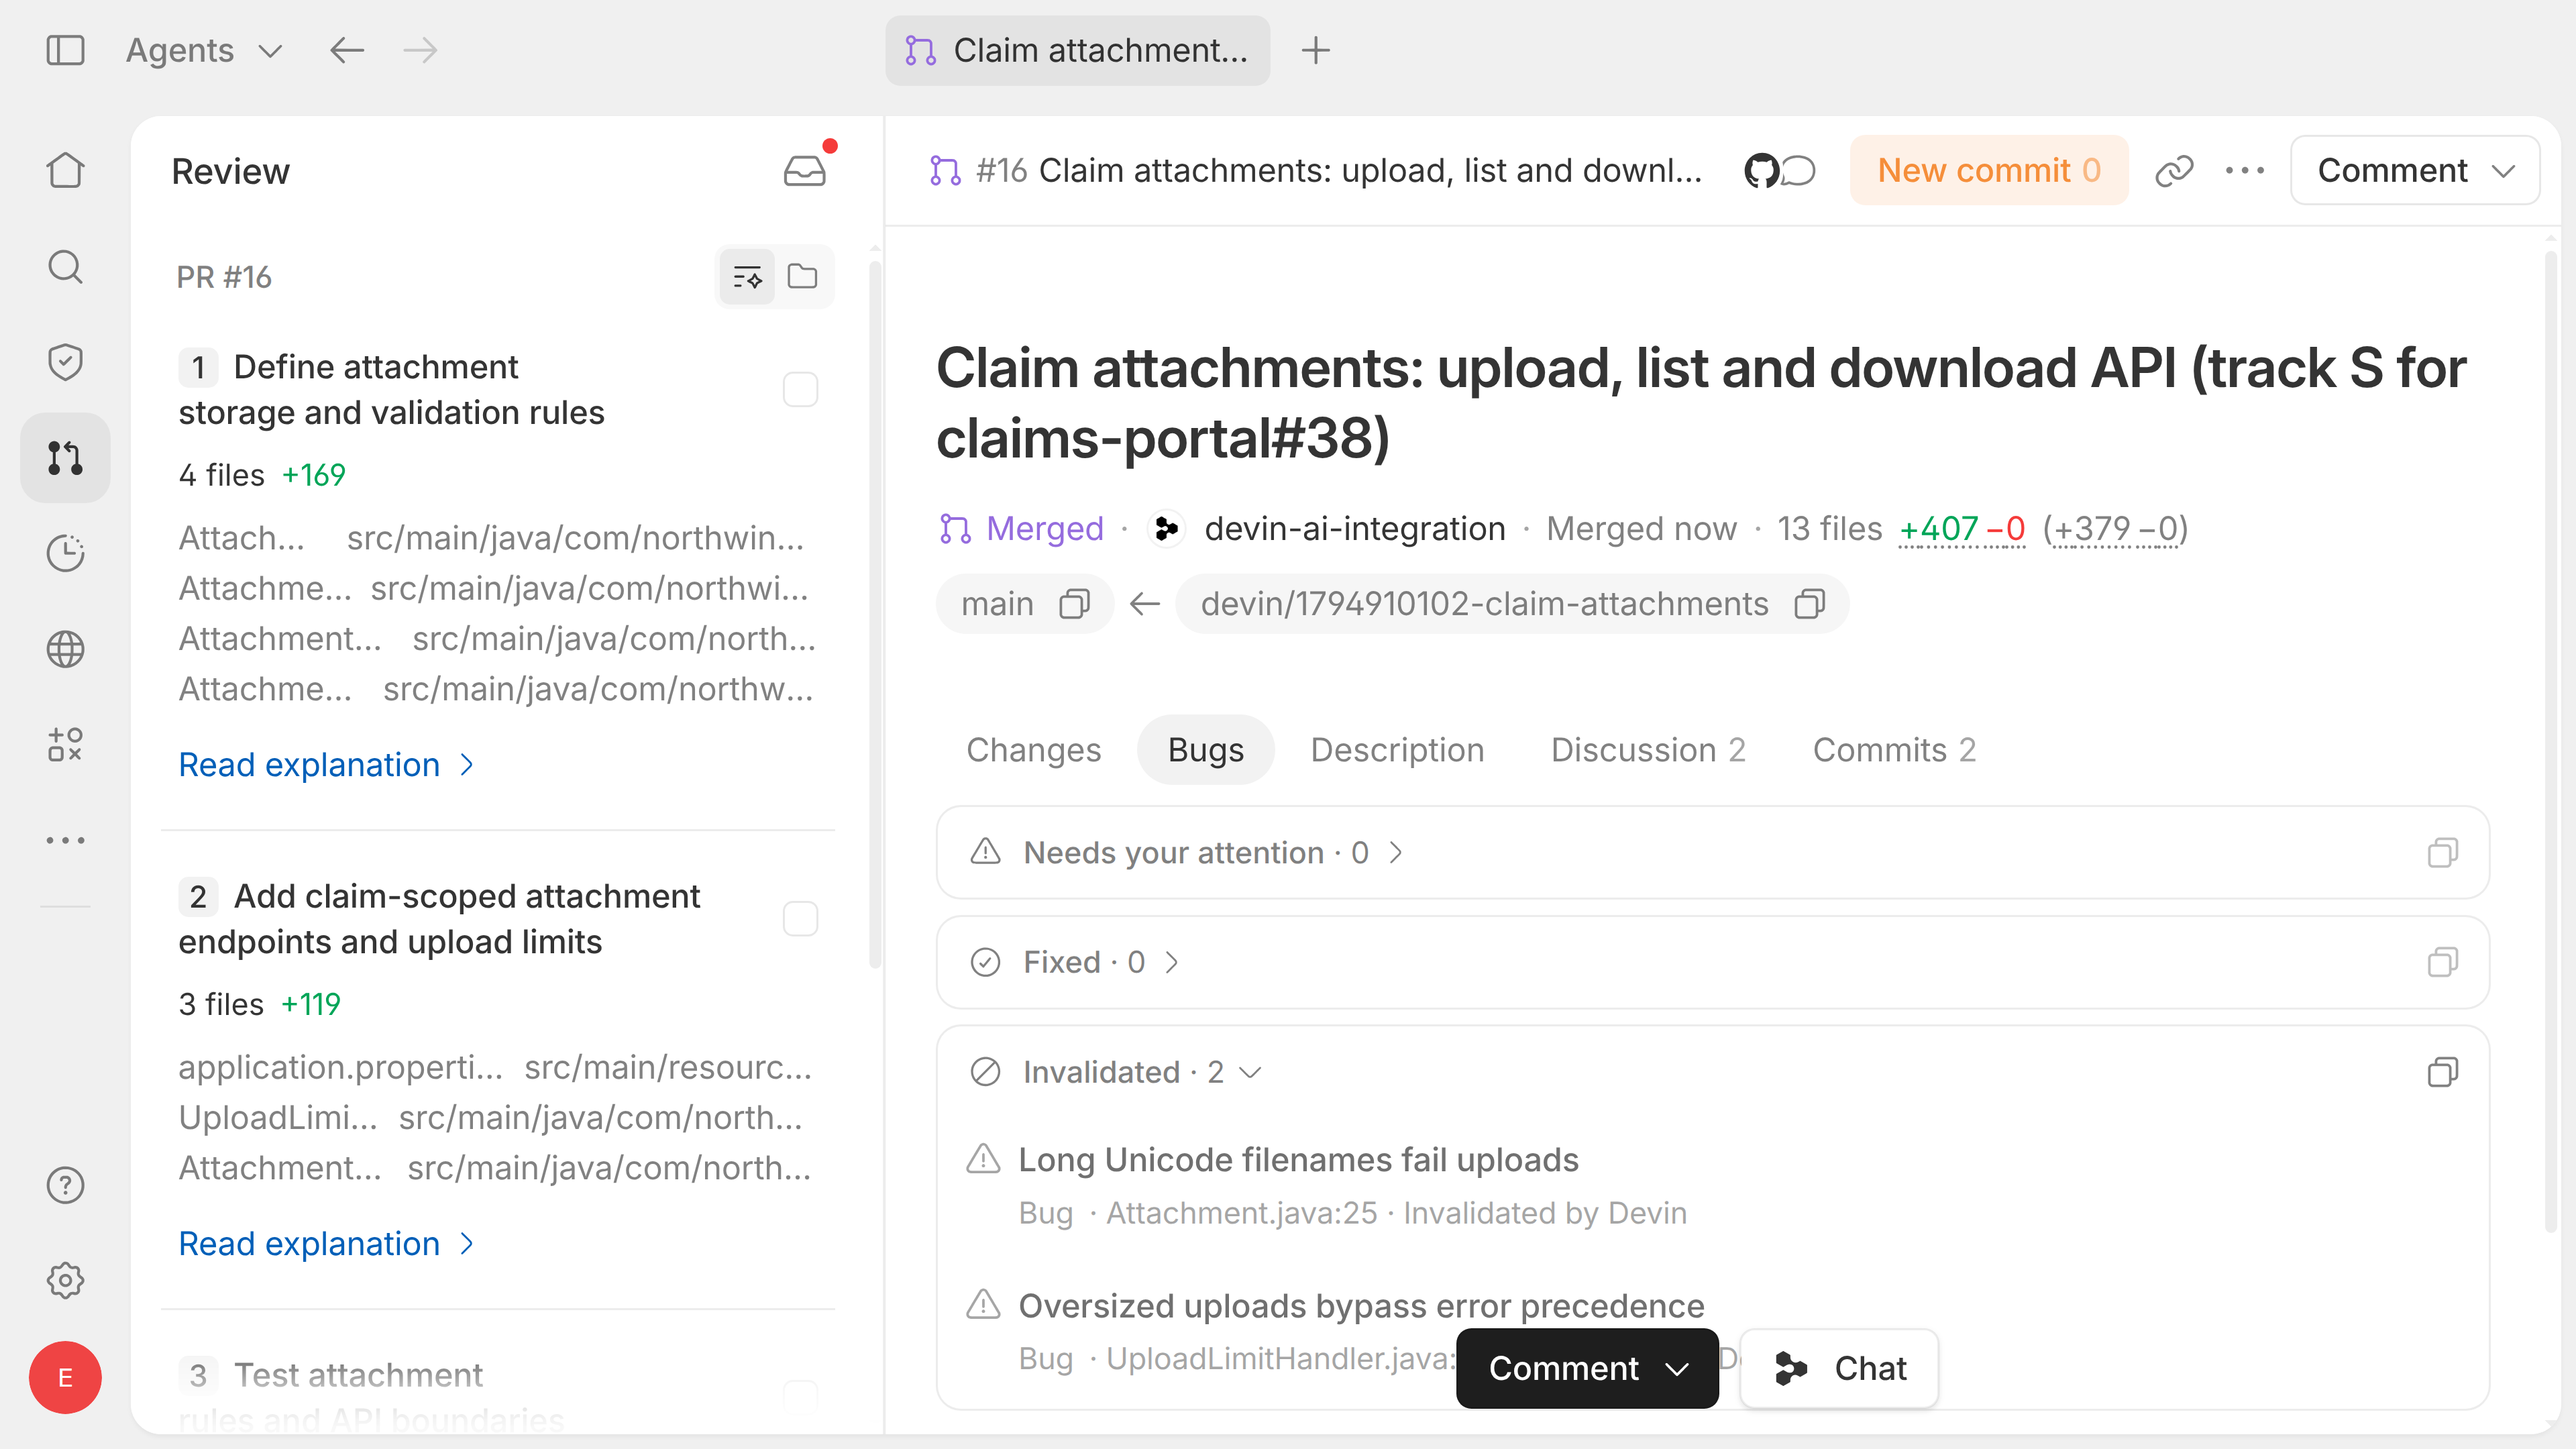 Agents
Claim attachment...
Review
PR #16
1 Define attachment
storage and validation rules
4 files +169
Attach... src/main/java/com/northwin...
Attachme... src/main/java/com/northwi...
Attachment... src/main/java/com/north...
Attachme... src/main/java/com/northw...
Read explanation
2 Add claim-scoped attachment
endpoints and upload limits
3 files +119
application.properti... src/main/resourc...
UploadLimi... src/main/java/com/north...
Attachment... src/main/java/com/north...
Read explanation
3 Test attachment
rules and API boundaries
E
#16 Claim attachments: upload, list and downl...
New commit 0
Comment
Claim attachments: upload, list and download API (track S for
claims-portal#38)
Merged · devin-ai-integration · Merged now · 13 files +407 −0 (+379 −0)
main ← devin/1794910102-claim-attachments
Changes Bugs Description Discussion 2 Commits 2
Needs your attention · 0
Fixed · 0
Invalidated · 2
Long Unicode filenames fail uploads
Bug · Attachment.java:25 · Invalidated by Devin
Oversized uploads bypass error precedence
Bug · UploadLimitHandler.java:
Comment
Chat